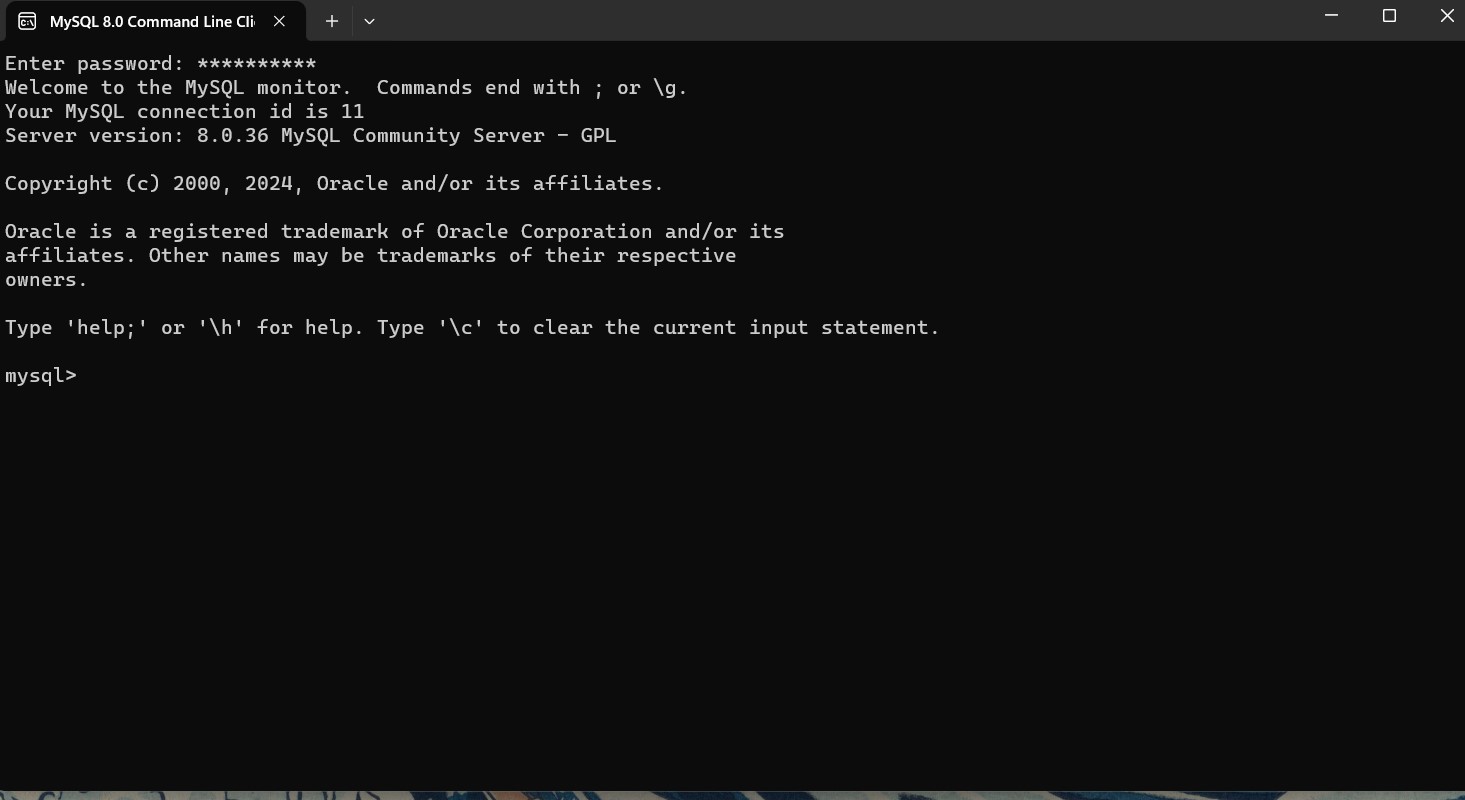 MySQL 8.0 Command Line Cli
Enter password: **********
Welcome to the MySQL monitor.  Commands end with ; or \g.
Your MySQL connection id is 11
Server version: 8.0.36 MySQL Community Server - GPL
Copyright (c) 2000, 2024, Oracle and/or its affiliates.
Oracle is a registered trademark of Oracle Corporation and/or its
affiliates. Other names may be trademarks of their respective
owners.
Type 'help;' or '\h' for help. Type '\c' to clear the current input statement.
mysql>